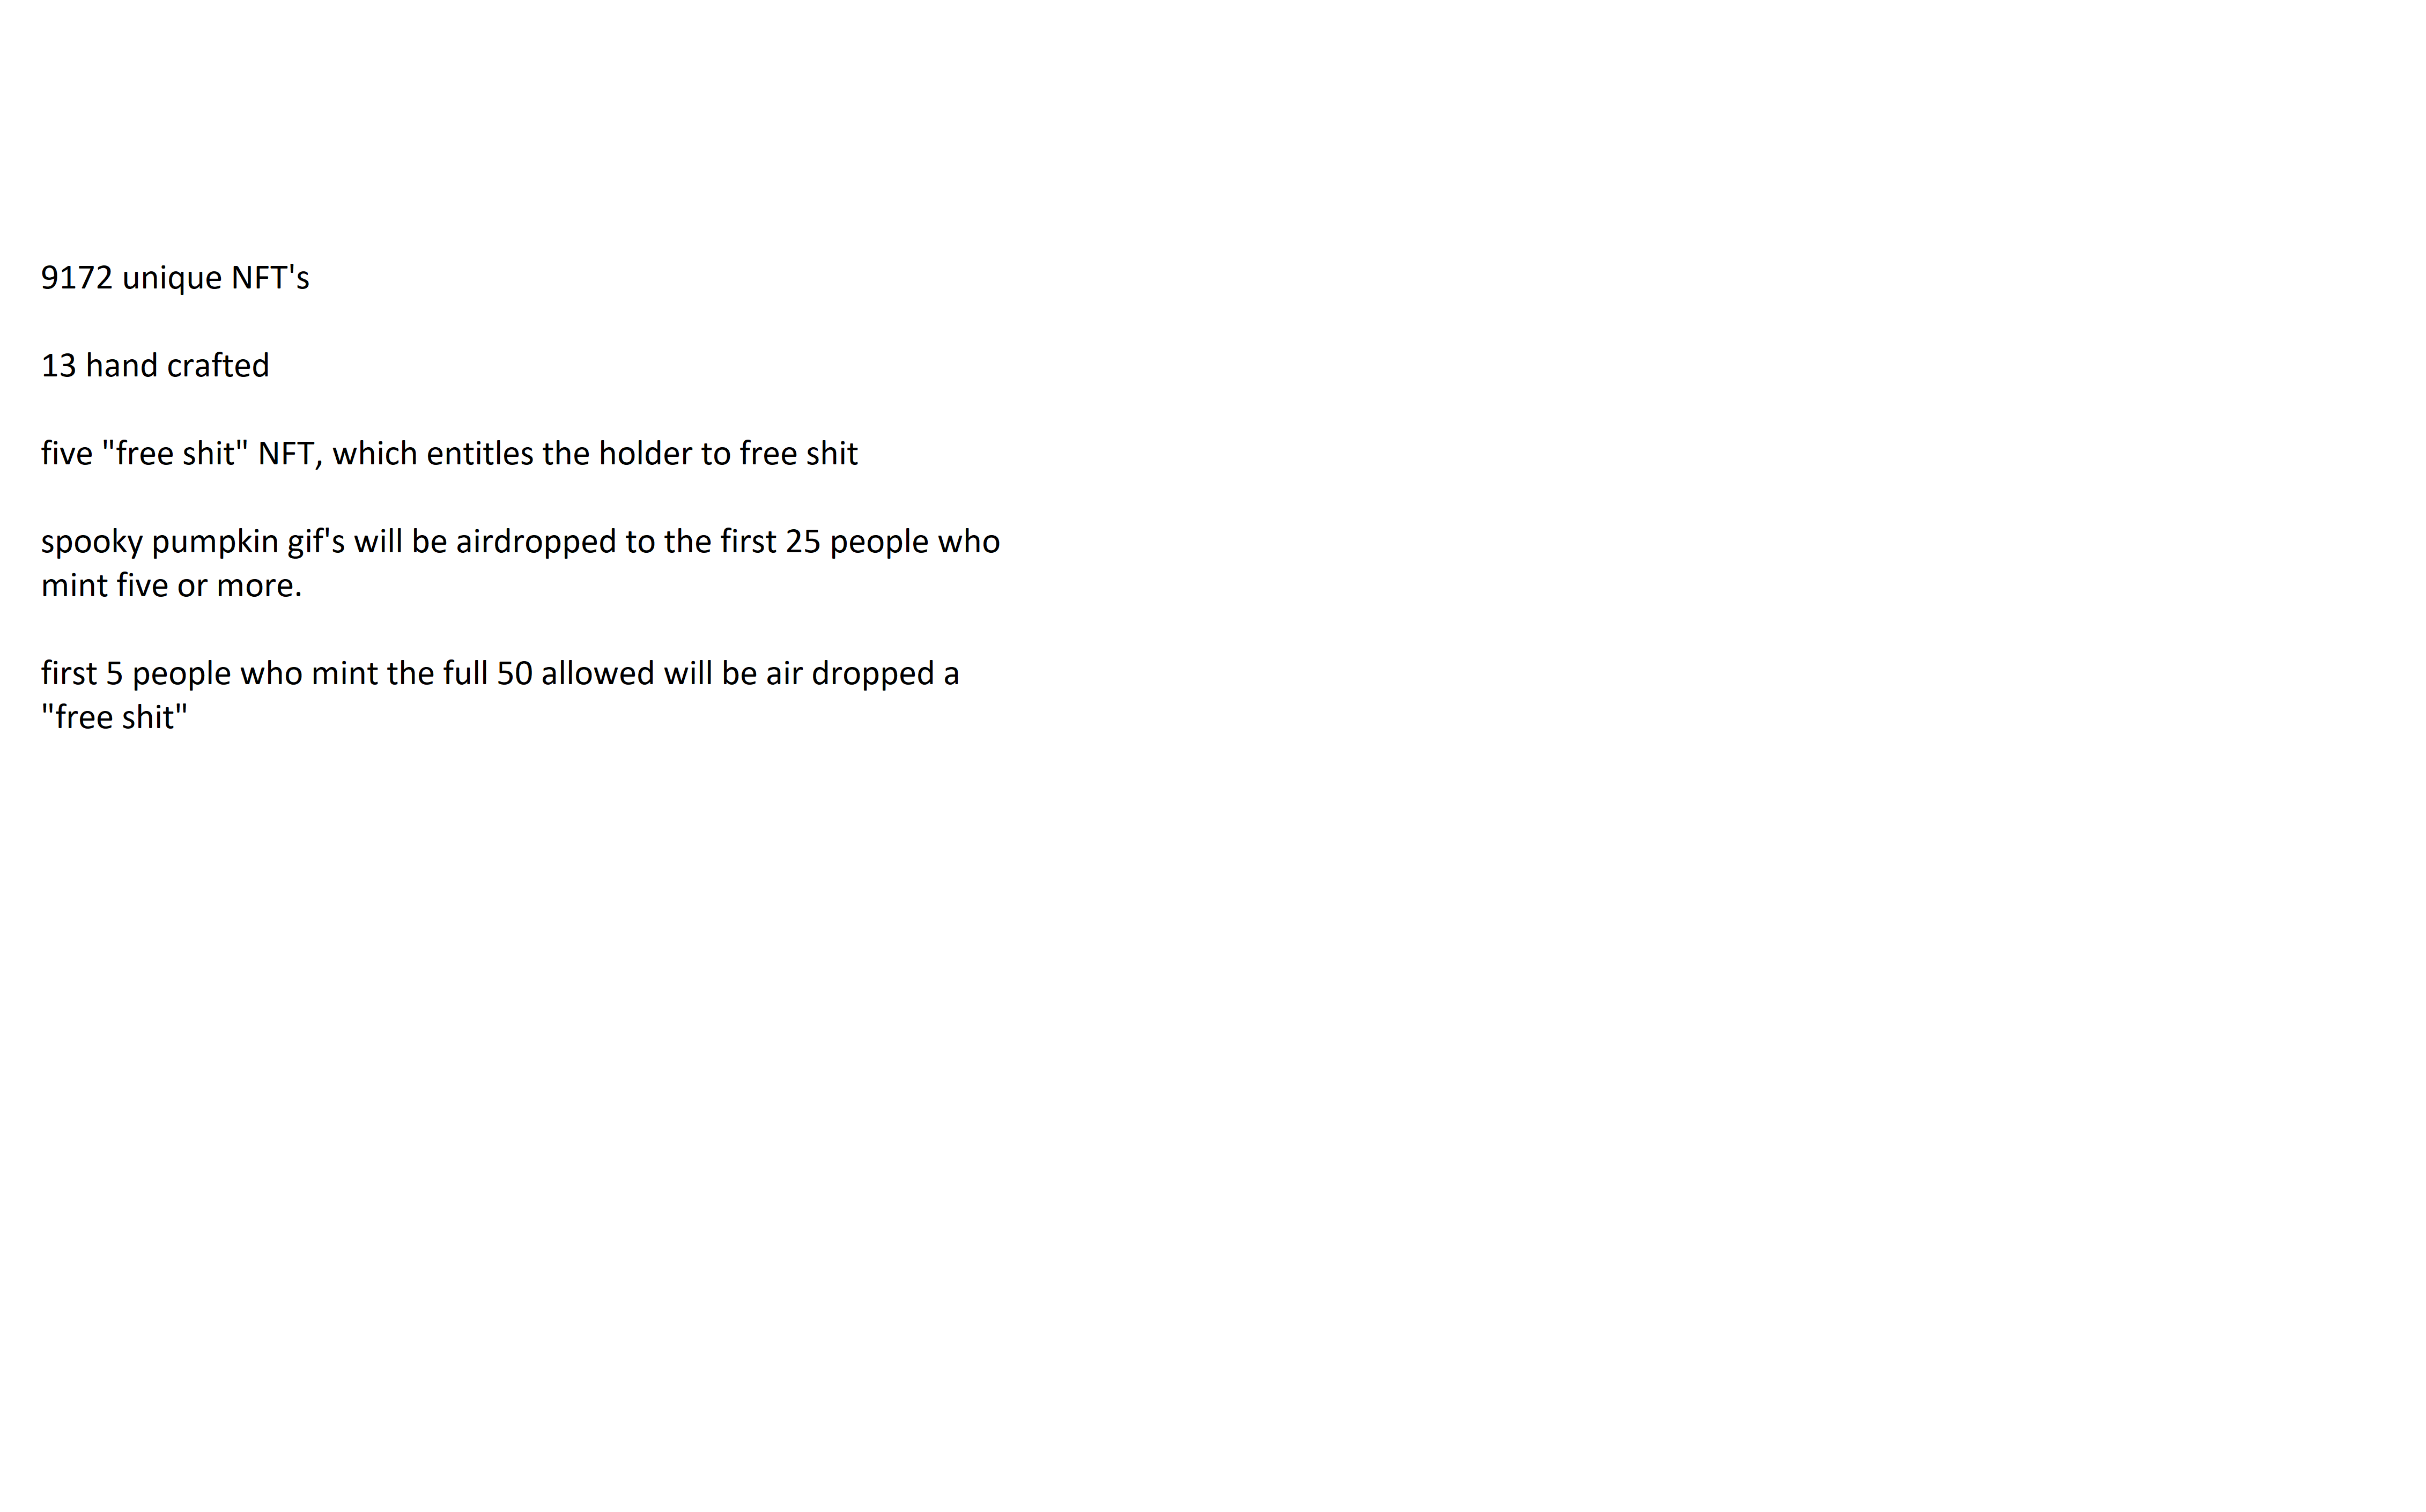 9172 unique NFT's
13 hand crafted
five "free shit" NFT, which entitles the holder to free shit
spooky pumpkin gif's will be airdropped to the first 25 people who
mint five or more.
first 5 people who mint the full 50 allowed will be air dropped a
"free shit"